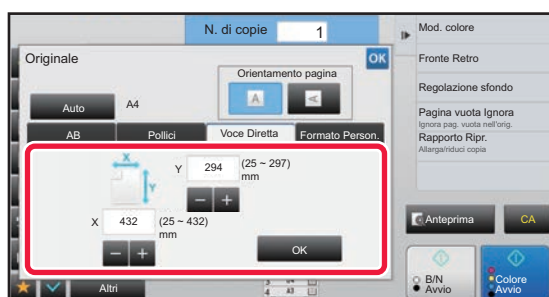 N. di copie
1
Mod. colore
Originale
OK
Fronte Retro
Orientamento pagina
A
A
Regolazione sfondo
Auto
A4
Pagina vuota Ignora
Ignora pag. vuota nell'orig.
AB
Pollici
Voce Diretta
Formato Person.
Rapporto Ripr.
Allarga/riduci copia
X
Y
Y
294
(25 ~ 297)
mm
X
432
(25 ~ 432)
mm
OK
Anteprima
CA
Altri
4 A3
B/N
Avvio
Colore
Avvio